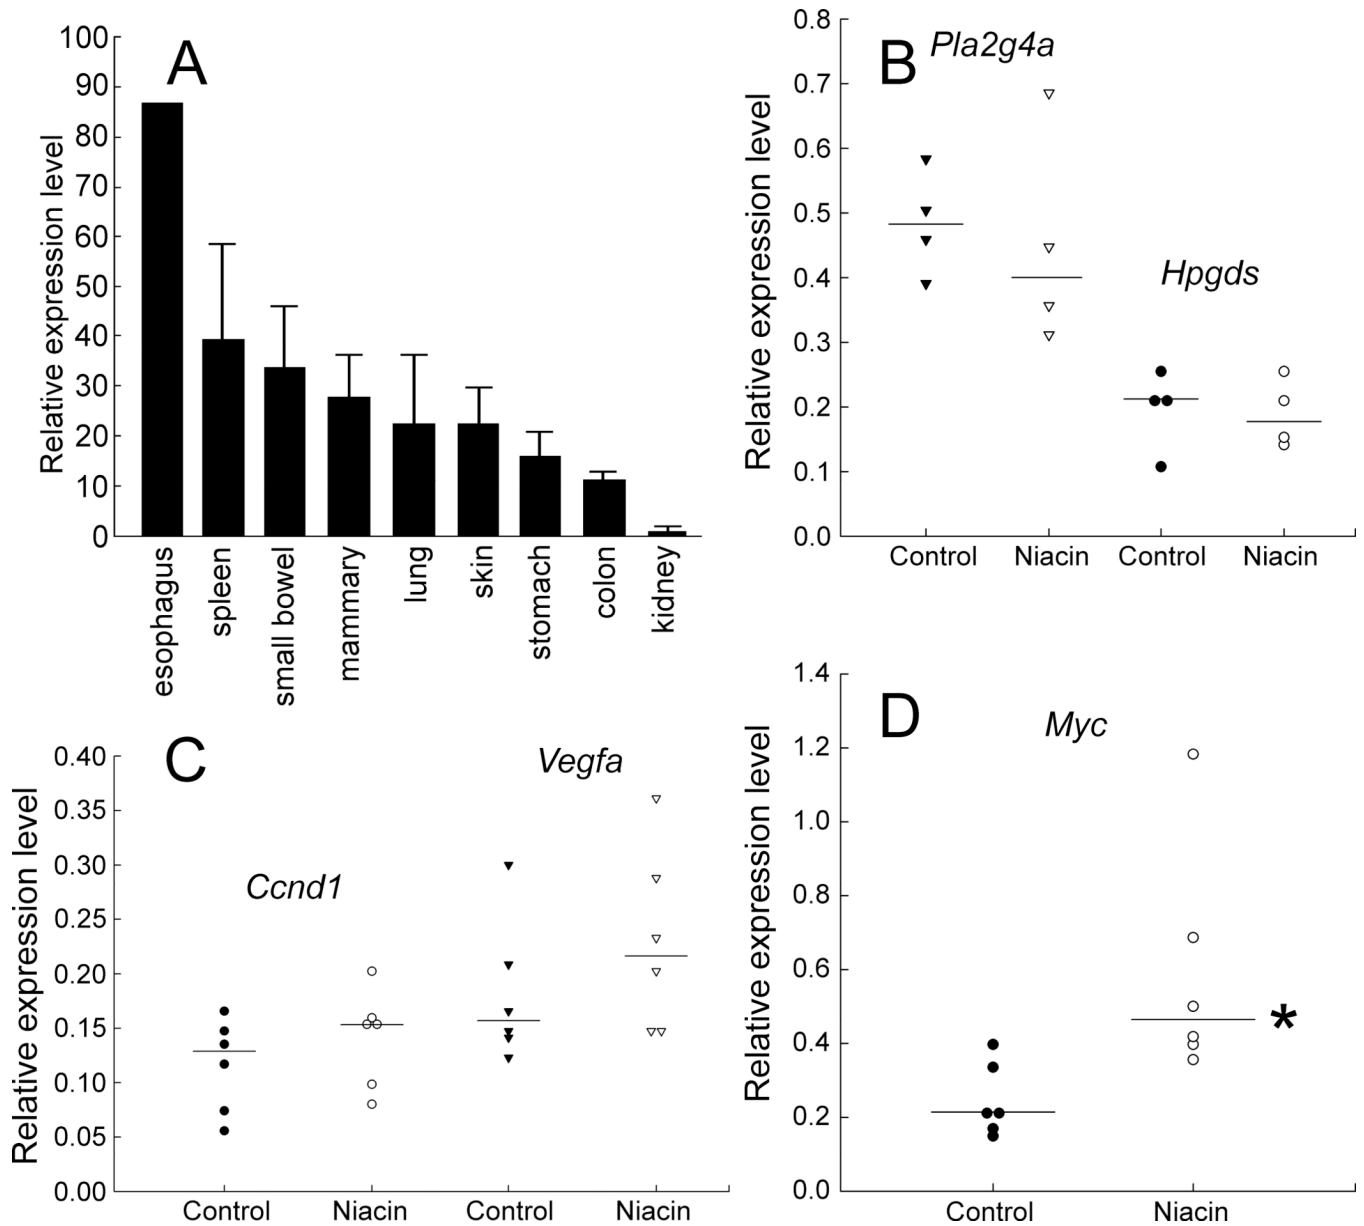 A
Relative expression level
100
90
80
70
60
50
40
30
20
10
0
esophagus
spleen
small bowel
mammary
lung
skin
stomach
colon
kidney
B
Pla2g4a
Hpgds
Relative expression level
0.8
0.7
0.6
0.5
0.4
0.3
0.2
0.1
0.0
Control
Niacin
Control
Niacin
C
Vegfa
Ccnd1
Relative expression level
0.40
0.35
0.30
0.25
0.20
0.15
0.10
0.05
0.00
Control
Niacin
Control
Niacin
D
Myc
Relative expression level
1.4
1.2
1.0
0.8
0.6
0.4
0.2
0.0
*
Control
Niacin